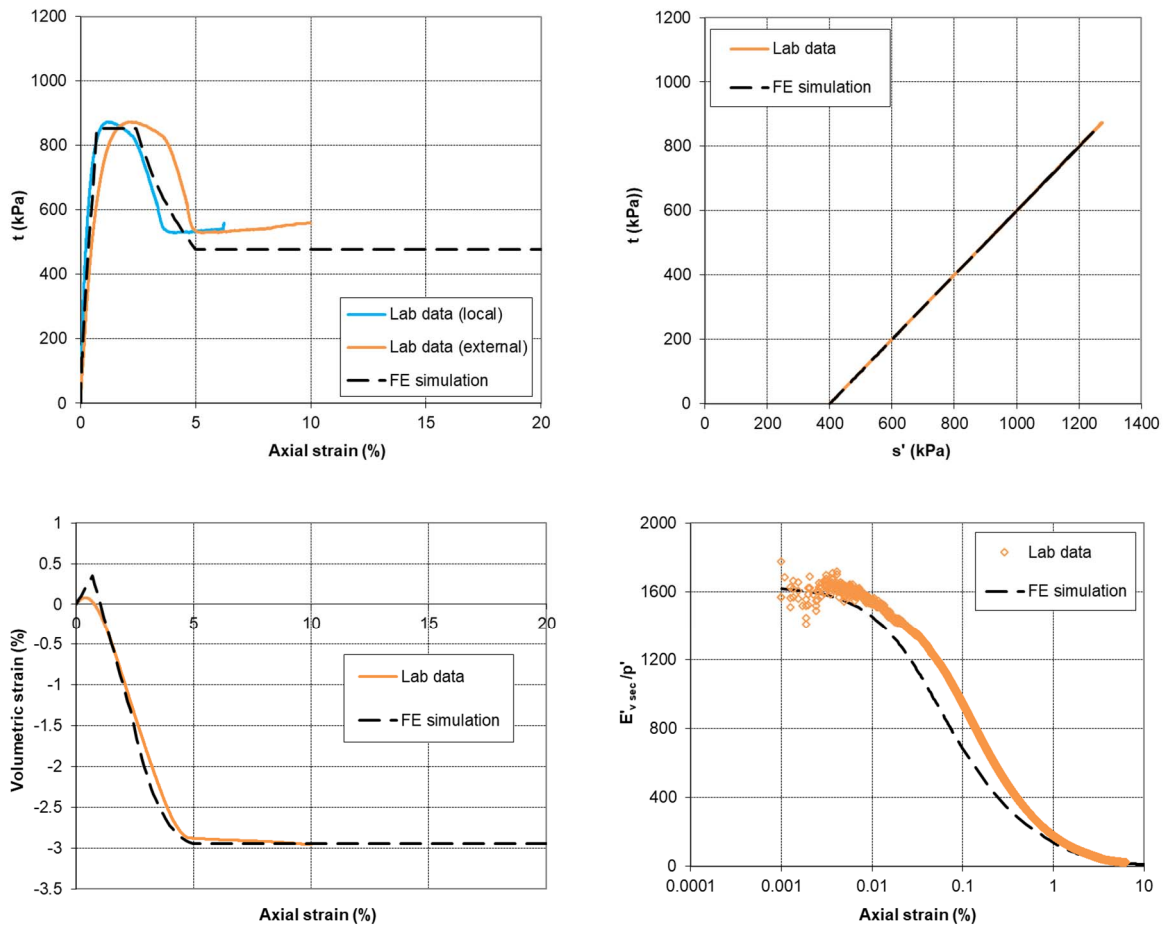 1200
1000
800
600
400
200
0
t (kPa)
Lab data (local)
Lab data (external)
FE simulation
0 5 10 15 20
Axial strain (%)
1200
1000
800
600
400
200
0
t (kPa))
Lab data
FE simulation
0 200 400 600 800 1000 1200 1400
s' (kPa)
1
0.5
0
-0.5
-1
-1.5
-2
-2.5
-3
-3.5
Volumetric strain (%)
0 5 10 15 20
Lab data
FE simulation
Axial strain (%)
2000
1600
1200
800
400
0
E'v sec /p'
Lab data
FE simulation
0.0001 0.001 0.01 0.1 1 10
Axial strain (%)